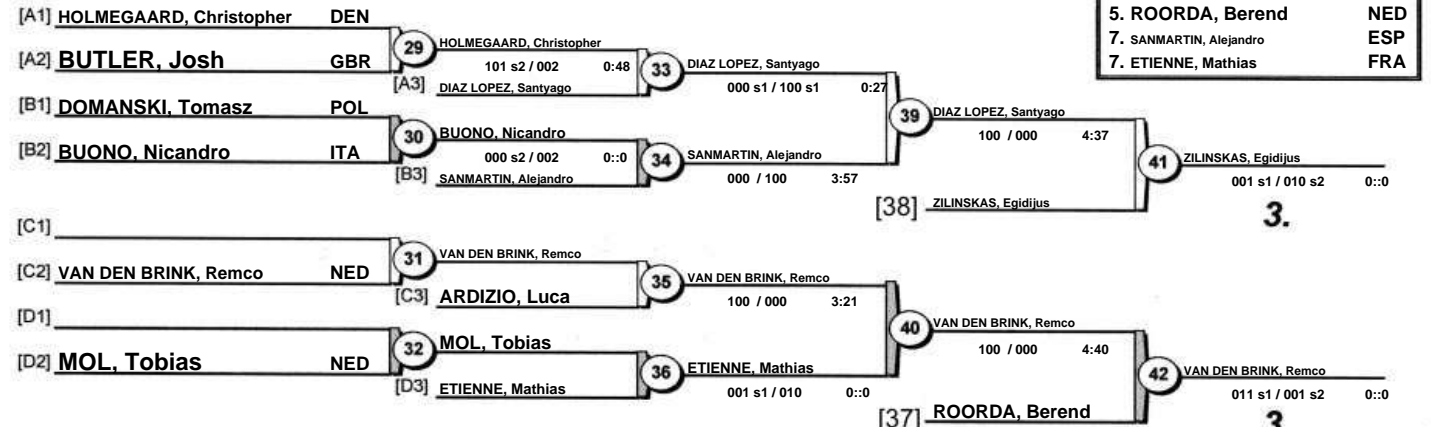 [A1] HOLMEGAARD, Christopher DEN
5. ROORDA, Berend NED
29 HOLMEGAARD, Christopher
7. SANMARTIN, Alejandro ESP
[A2] BUTLER, Josh GBR
101 s2 / 002 0:48
33 DIAZ LOPEZ, Santyago
7. ETIENNE, Mathias FRA
[A3] DIAZ LOPEZ, Santyago
000 s1 / 100 s1 0:27
[B1] DOMANSKI, Tomasz POL
39 DIAZ LOPEZ, Santyago
30 BUONO, Nicandro
100 / 000 4:37
[B2] BUONO, Nicandro ITA
000 s2 / 002 0::0
34 SANMARTIN, Alejandro
41 ZILINSKAS, Egidijus
[B3] SANMARTIN, Alejandro
000 / 100 3:57
001 s1 / 010 s2 0::0
[38] ZILINSKAS, Egidijus
3.
[C1]
31 VAN DEN BRINK, Remco
[C2] VAN DEN BRINK, Remco NED
35 VAN DEN BRINK, Remco
[C3] ARDIZIO, Luca
100 / 000 3:21
[D1]
40 VAN DEN BRINK, Remco
32 MOL, Tobias
100 / 000 4:40
[D2] MOL, Tobias NED
36 ETIENNE, Mathias
42 VAN DEN BRINK, Remco
[D3] ETIENNE, Mathias
001 s1 / 010 0::0
011 s1 / 001 s2 0::0
[37] ROORDA, Berend
3.